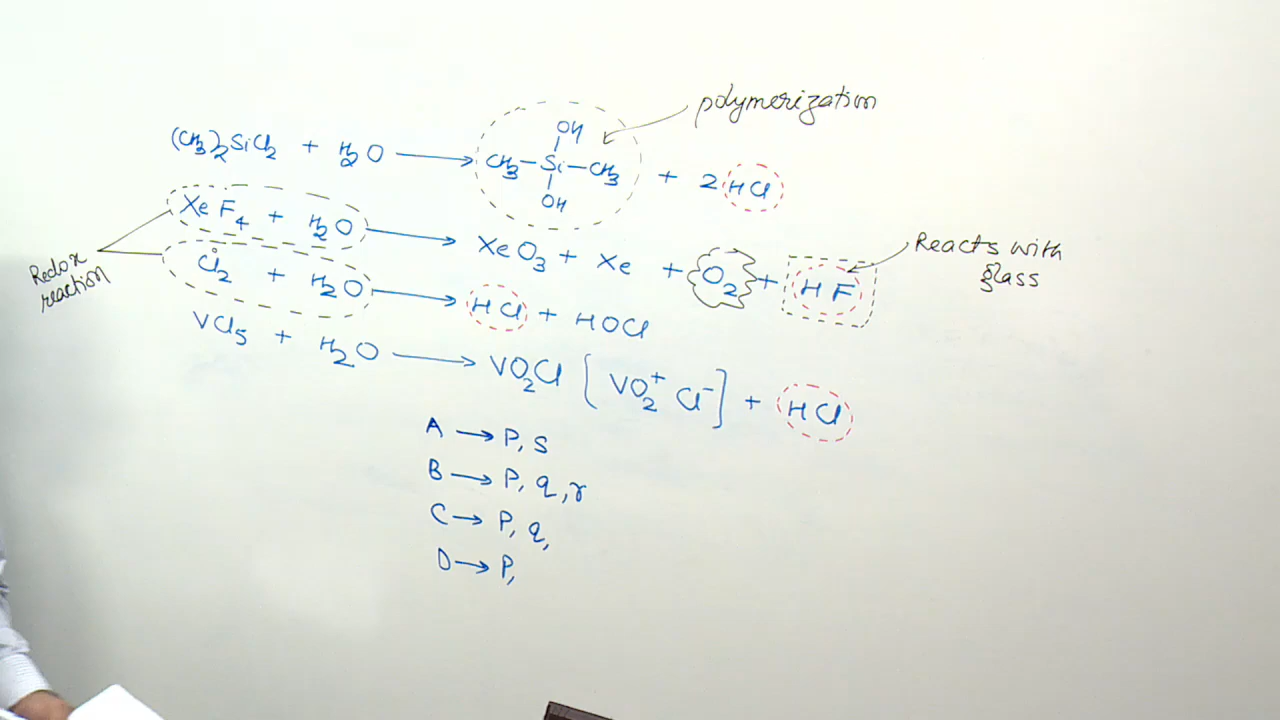 polymerization
(CH3)2SiCl2 + H2O → CH3–Si(OH)(OH)–CH3 + 2HCl
XeF4 + H2O → XeO3 + Xe + O2 + HF
Reacts with
glass
Redox
reaction
Cl2 + H2O → HCl + HOCl
VCl5 + H2O → VO2Cl [VO2+ Cl-] + HCl
A → P, S
B → P, q, r
C → P, q,
D → P,